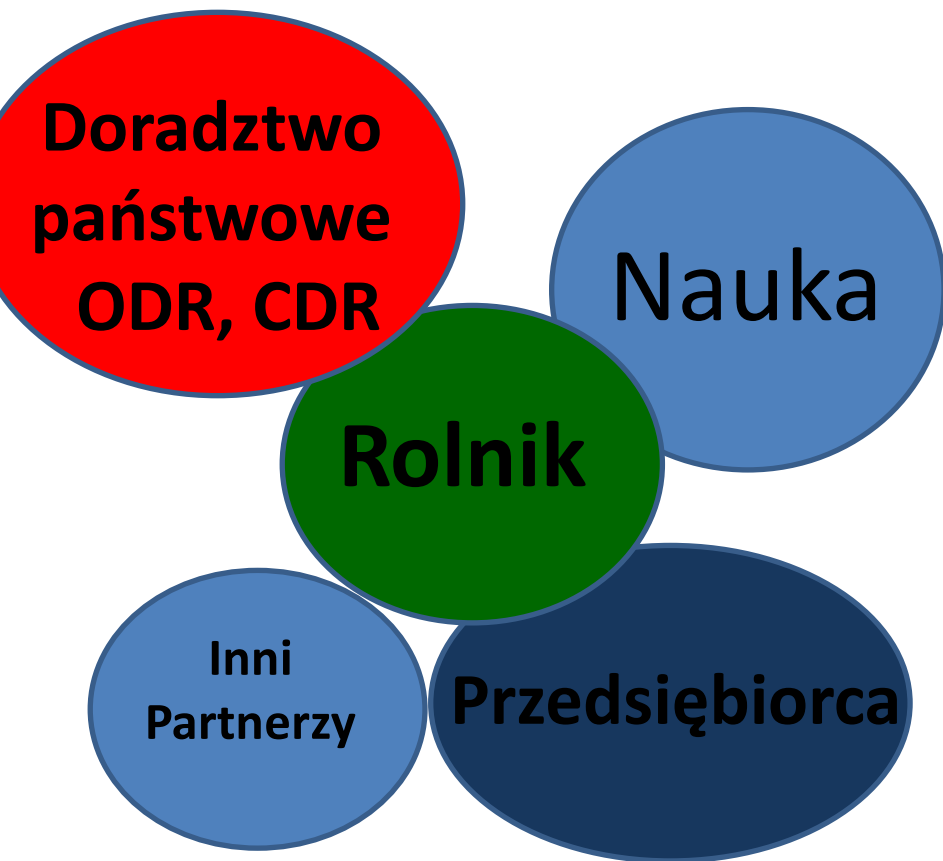 Doradztwo
państwowe
ODR, CDR
Nauka
Rolnik
Inni
Partnerzy
Przedsiębiorca